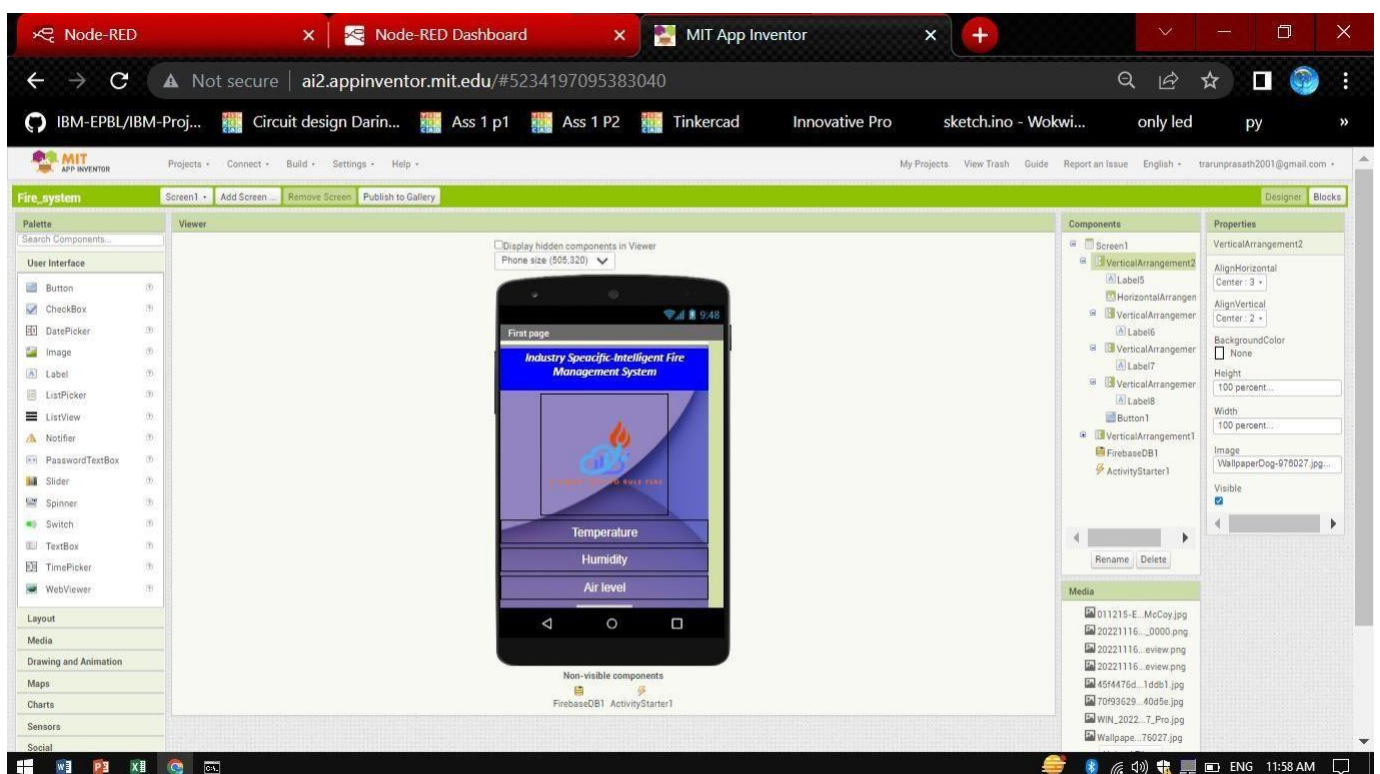 Node-RED
Node-RED Dashboard
MIT App Inventor
Not secure
ai2.appinventor.mit.edu/#5234197095383040
IBM-EPBL/IBM-Proj...
Circuit design Darin...
Ass 1 p1
Ass 1 P2
Tinkercad
Innovative Pro
sketch.ino - Wokwi...
only led
py
»
MIT
APP INVENTOR
Projects
Connect
Build
Settings
Help
My Projects
View Trash
Guide
Report an Issue
English
trarunprasath2001@gmail.com
Fire_system
Screen1
Add Screen ...
Remove Screen
Publish to Gallery
Designer
Blocks
Palette
Search Components...
User Interface
Button
CheckBox
DatePicker
Image
Label
ListPicker
ListView
Notifier
PasswordTextBox
Slider
Spinner
Switch
TextBox
TimePicker
WebViewer
Layout
Media
Drawing and Animation
Maps
Charts
Sensors
Social
Viewer
Display hidden components in Viewer
Phone size (505,320)
9:48
First page
Industry Speacific-Intelligent Fire
Management System
Temperature
Humidity
Air level
Non-visible components
FirebaseDB1
ActivityStarter1
Components
Screen1
VerticalArrangement2
Label5
HorizontalArrangen
VerticalArrangemer
Label6
VerticalArrangemer
Label7
VerticalArrangemer
Label8
Button1
VerticalArrangement1
FirebaseDB1
ActivityStarter1
Rename
Delete
Media
011215-E...McCoy.jpg
20221116..._0000.png
20221116...eview.png
20221116...eview.png
45f4476d...1ddb1.jpg
70f93629...40d5e.jpg
WIN_2022...7_Pro.jpg
Wallpape...76027.jpg
Properties
VerticalArrangement2
AlignHorizontal
Center : 3
AlignVertical
Center : 2
BackgroundColor
None
Height
100 percent...
Width
100 percent...
Image
WallpaperDog-976027.jpg...
Visible
ENG
11:58 AM